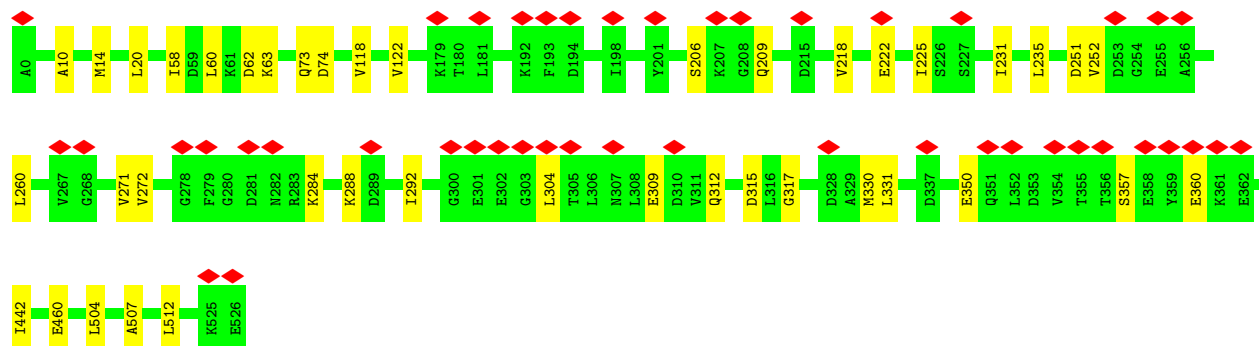 A0 A10 M14 L20 I58 D59 L60 K61 D62 K63 Q73 D74 V118 V122 K179 T180 L181 K192 F193 D194 I198 Y201 S206 K207 G208 Q209 D215 V218 E222 I225 S226 S227 I231 L235 D251 V252 D253 G254 E255 A256
L260 V267 G268 V271 V272 G278 F279 G280 D281 N282 R283 K284 K288 D289 I292 G300 E301 E302 G303 L304 T305 L306 N307 L308 E309 D310 V311 Q312 D315 L316 G317 D328 A329 M330 L331 D337 E350 Q351 L352 D353 V354 T355 T356 S357 E358 Y359 E360 K361 E362
I442 E460 L504 A507 L512 K525 E526